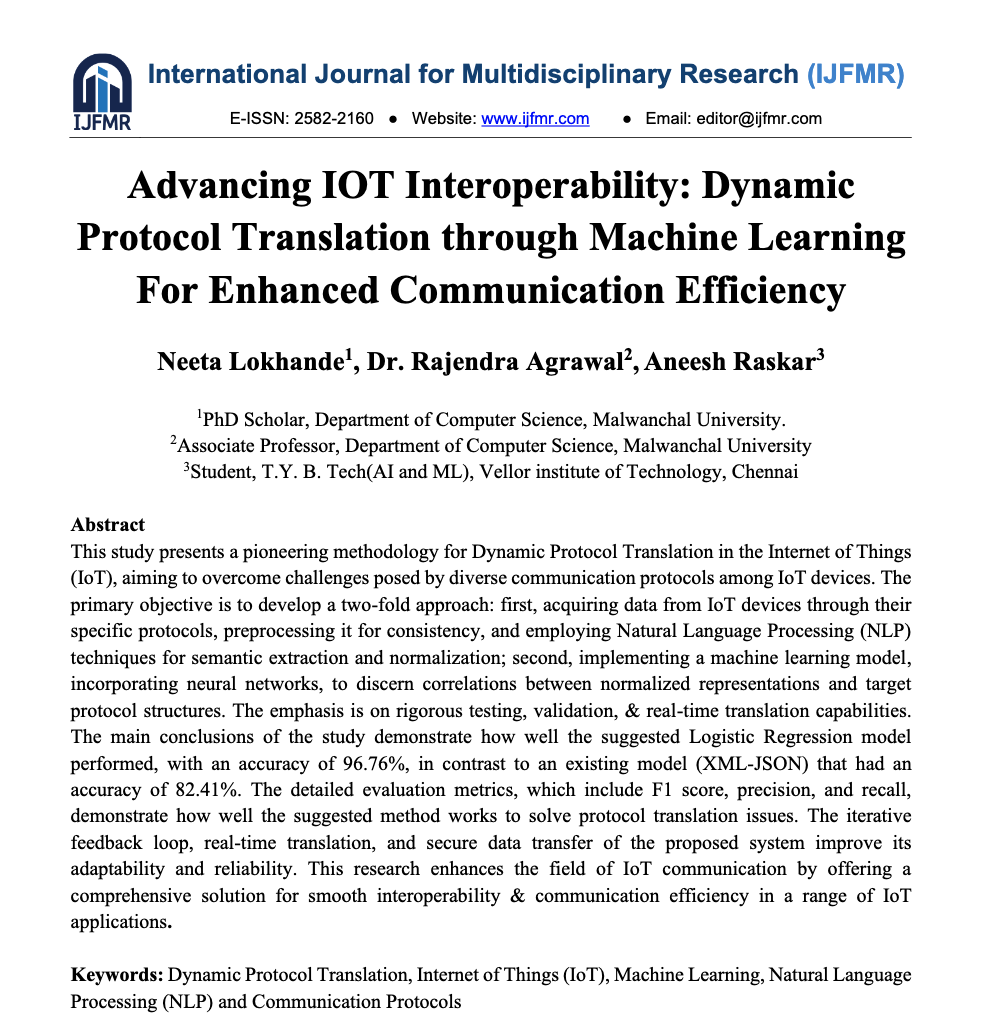 International Journal for Multidisciplinary Research (IJFMR)
IJFMR
E-ISSN: 2582-2160 ● Website: www.ijfmr.com ● Email: editor@ijfmr.com
Advancing IOT Interoperability: Dynamic
Protocol Translation through Machine Learning
For Enhanced Communication Efficiency
Neeta Lokhande1, Dr. Rajendra Agrawal2, Aneesh Raskar3
1PhD Scholar, Department of Computer Science, Malwanchal University.
2Associate Professor, Department of Computer Science, Malwanchal University
3Student, T.Y. B. Tech(AI and ML), Vellor institute of Technology, Chennai
Abstract
This study presents a pioneering methodology for Dynamic Protocol Translation in the Internet of Things
(IoT), aiming to overcome challenges posed by diverse communication protocols among IoT devices. The
primary objective is to develop a two-fold approach: first, acquiring data from IoT devices through their
specific protocols, preprocessing it for consistency, and employing Natural Language Processing (NLP)
techniques for semantic extraction and normalization; second, implementing a machine learning model,
incorporating neural networks, to discern correlations between normalized representations and target
protocol structures. The emphasis is on rigorous testing, validation, & real-time translation capabilities.
The main conclusions of the study demonstrate how well the suggested Logistic Regression model
performed, with an accuracy of 96.76%, in contrast to an existing model (XML-JSON) that had an
accuracy of 82.41%. The detailed evaluation metrics, which include F1 score, precision, and recall,
demonstrate how well the suggested method works to solve protocol translation issues. The iterative
feedback loop, real-time translation, and secure data transfer of the proposed system improve its
adaptability and reliability. This research enhances the field of IoT communication by offering a
comprehensive solution for smooth interoperability & communication efficiency in a range of IoT
applications.
Keywords: Dynamic Protocol Translation, Internet of Things (IoT), Machine Learning, Natural Language
Processing (NLP) and Communication Protocols